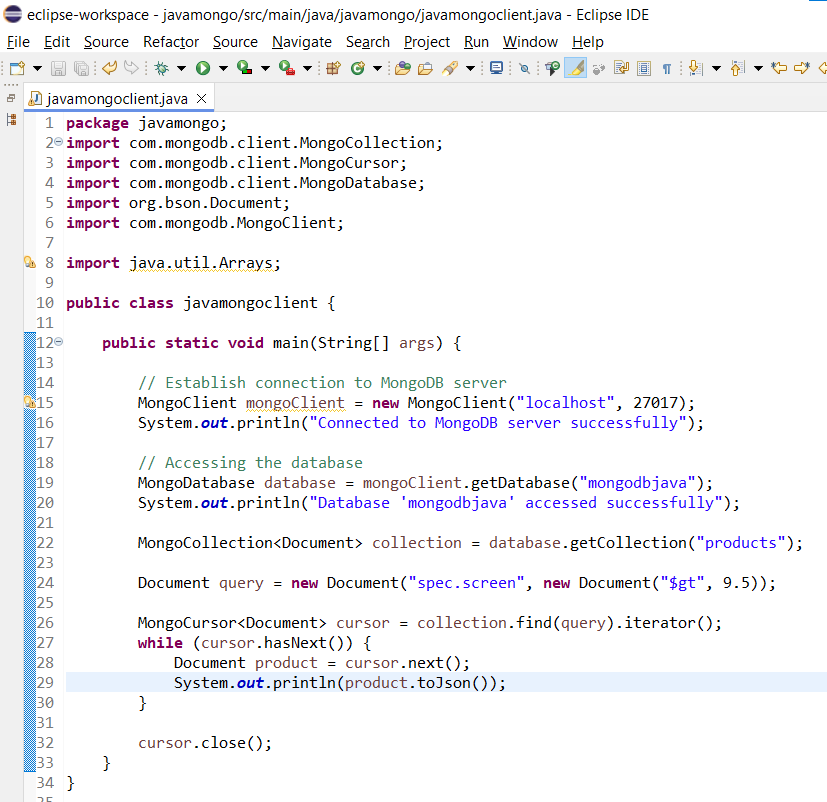 eclipse-workspace - javamongo/src/main/java/javamongo/javamongoclient.java - Eclipse IDE
File Edit Source Refactor Source Navigate Search Project Run Window Help
javamongoclient.java
1 package javamongo;
2 import com.mongodb.client.MongoCollection;
3 import com.mongodb.client.MongoCursor;
4 import com.mongodb.client.MongoDatabase;
5 import org.bson.Document;
6 import com.mongodb.MongoClient;
7
8 import java.util.Arrays;
9
10 public class javamongoclient {
11
12     public static void main(String[] args) {
13
14         // Establish connection to MongoDB server
15         MongoClient mongoClient = new MongoClient("localhost", 27017);
16         System.out.println("Connected to MongoDB server successfully");
17
18         // Accessing the database
19         MongoDatabase database = mongoClient.getDatabase("mongodbjava");
20         System.out.println("Database 'mongodbjava' accessed successfully");
21
22         MongoCollection<Document> collection = database.getCollection("products");
23
24         Document query = new Document("spec.screen", new Document("$gt", 9.5));
25
26         MongoCursor<Document> cursor = collection.find(query).iterator();
27         while (cursor.hasNext()) {
28             Document product = cursor.next();
29             System.out.println(product.toJson());
30         }
31
32         cursor.close();
33     }
34 }
35